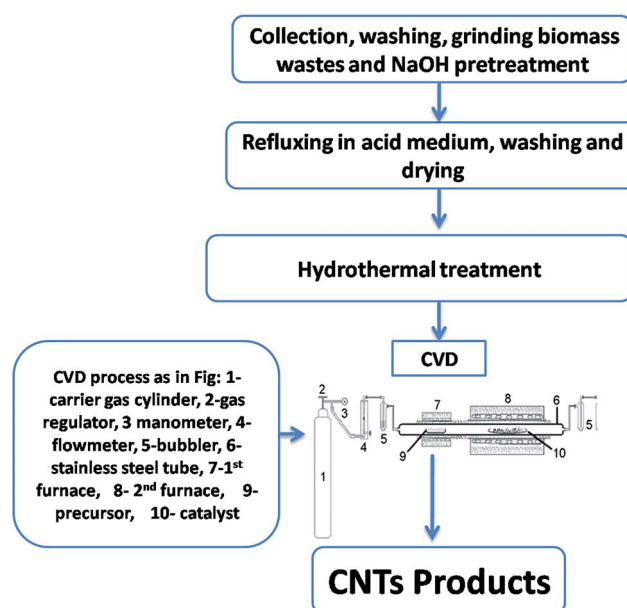 Collection, washing, grinding biomass
wastes and NaOH pretreatment
Refluxing in acid medium, washing and
drying
Hydrothermal treatment
CVD
CVD process as in Fig: 1-
carrier gas cylinder, 2-gas
regulator, 3 manometer, 4-
flowmeter, 5-bubbler, 6-
stainless steel tube, 7-1st
furnace, 8- 2nd furnace, 9-
precursor, 10- catalyst
2
3
4
5
7
8
6
5
9
10
1
CNTs Products